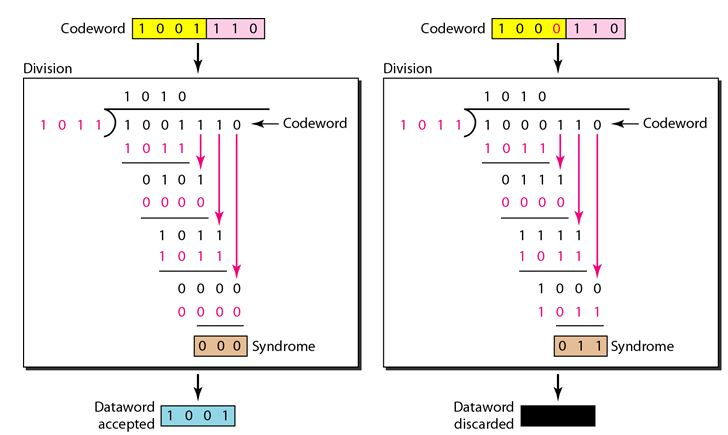 Codeword 1 0 0 1 1 1 0
Division
1 0 1 0
1 0 1 1 1 0 0 1 1 1 0 Codeword
1 0 1 1
0 1 0 1
0 0 0 0
1 0 1 1
1 0 1 1
0 0 0 0
0 0 0 0
0 0 0 Syndrome
Dataword
accepted 1 0 0 1
Codeword 1 0 0 0 1 1 0
Division
1 0 1 0
1 0 1 1 1 0 0 0 1 1 0 Codeword
1 0 1 1
0 1 1 1
0 0 0 0
1 1 1 1
1 0 1 1
1 0 0 0
1 0 1 1
0 1 1 Syndrome
Dataword
discarded